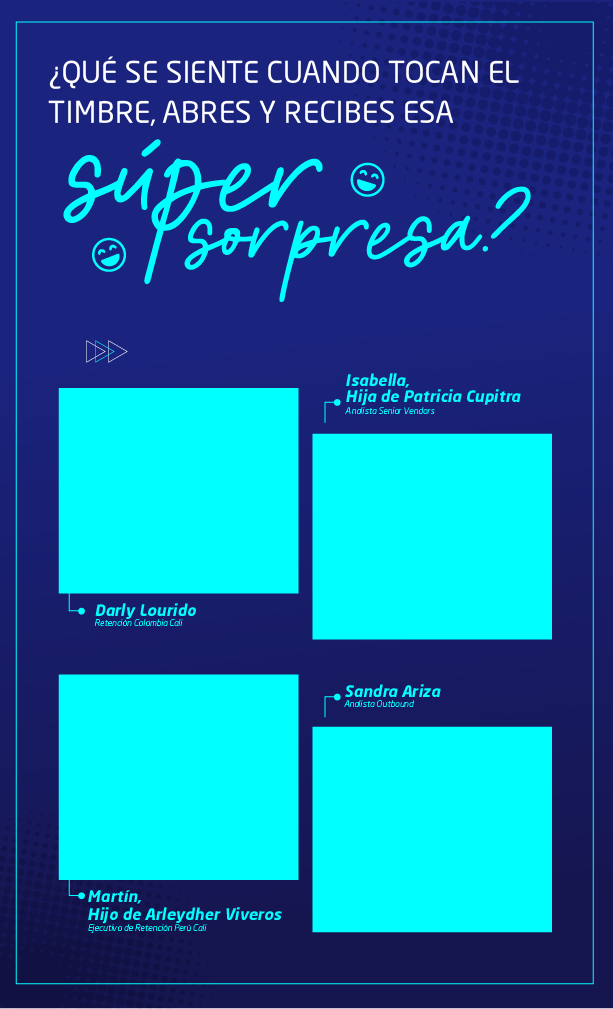 ¿QUÉ SE SIENTE CUANDO TOCAN EL
TIMBRE, ABRES Y RECIBES ESA
súper
sorpresa?
Isabella,
Hija de Patricia Cupitra
Analista Senior Vendors
Darly Lourido
Retención Colombia Cali
Sandra Ariza
Analista Outbound
Martín,
Hijo de Arleydher Viveros
Ejecutivo de Retención Perú Cali